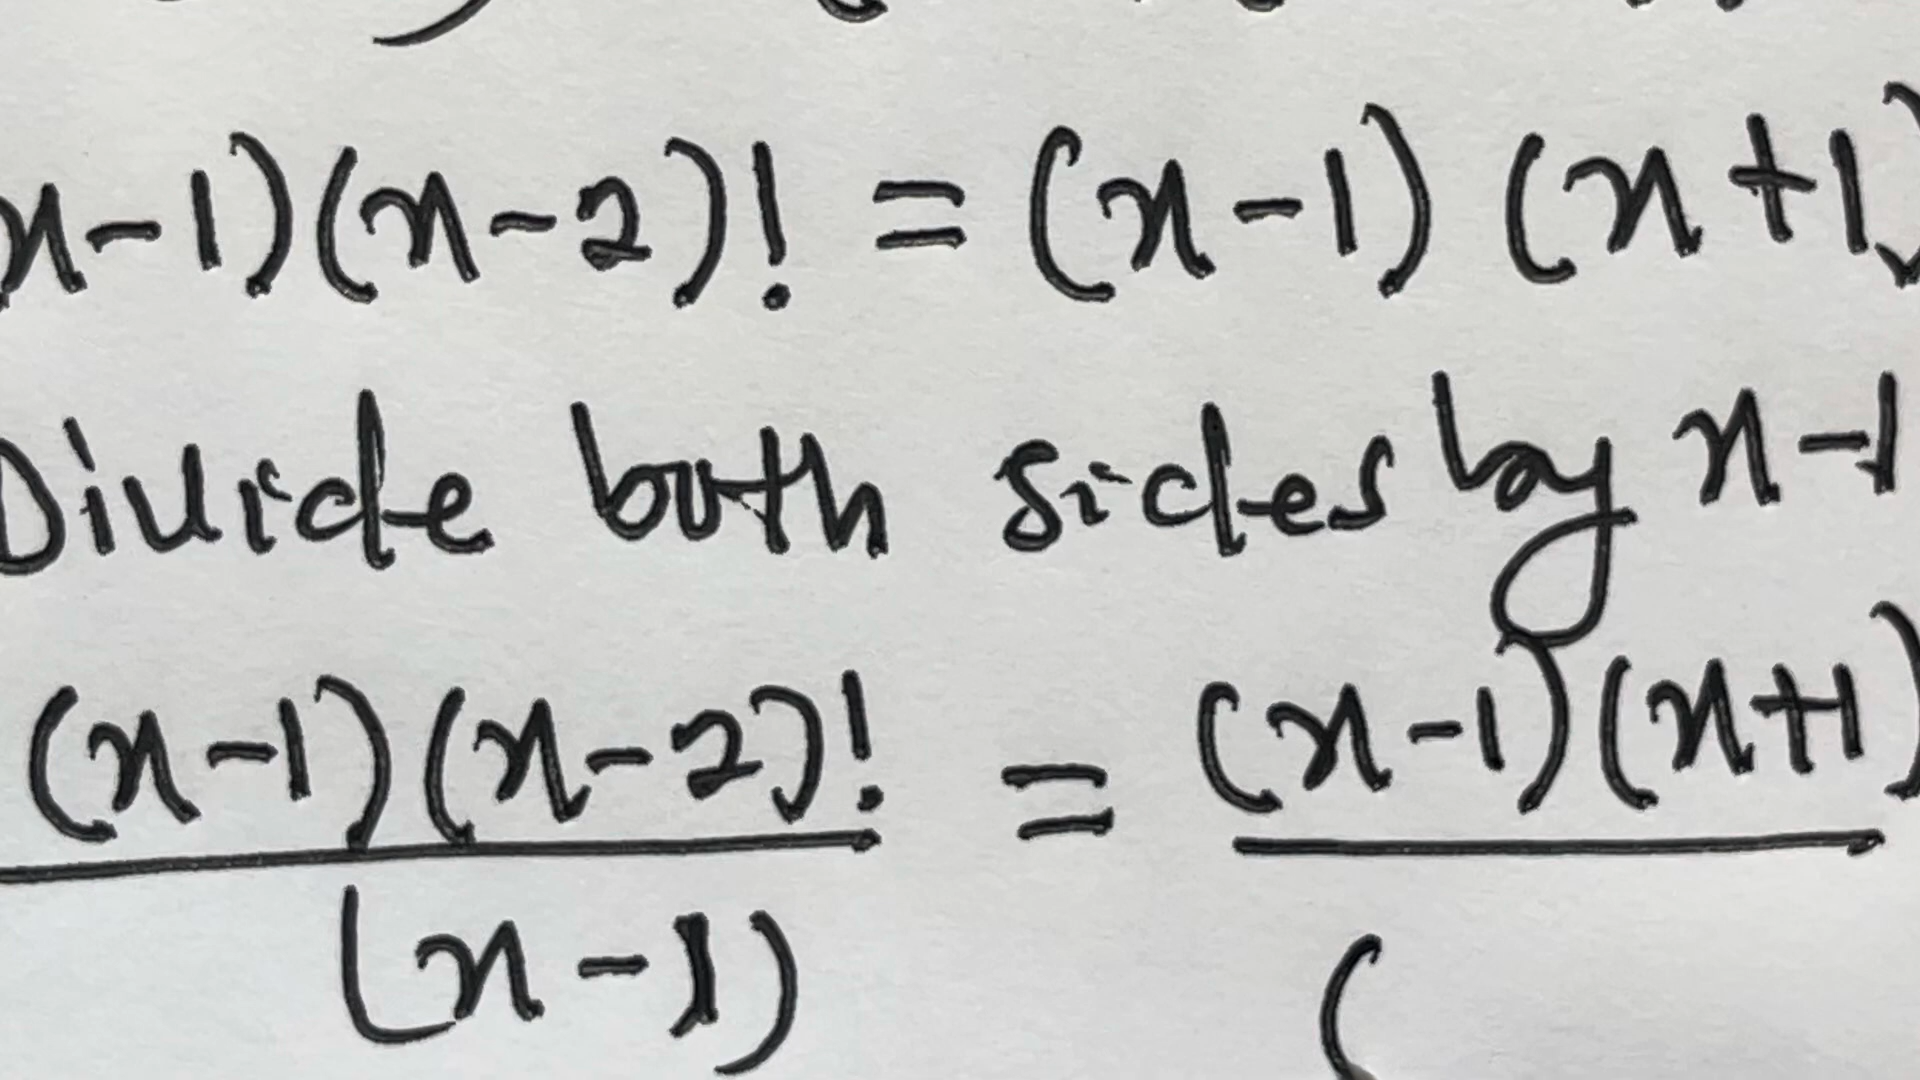 x-1)(x-2)! = (x-1) (x+1)
Divide both sides by x-1
(x-1)(x-2)! = (x-1)(x+1)
(x-1) (